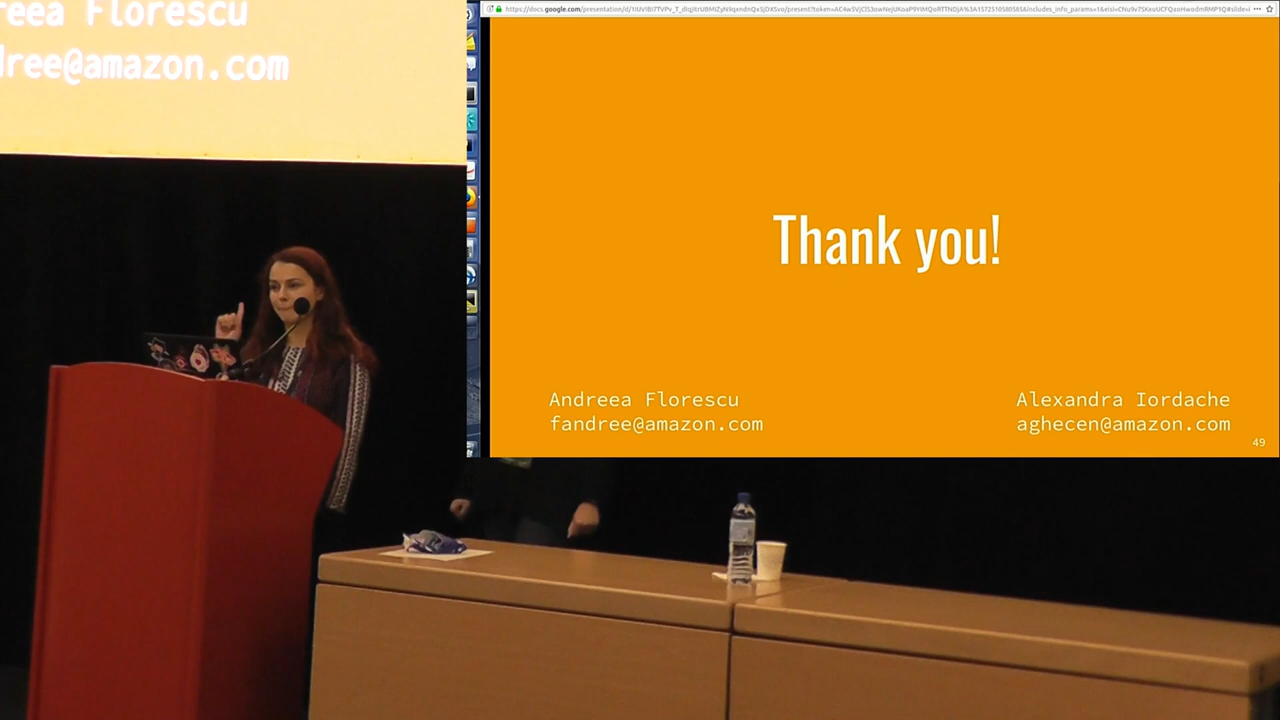 reea Florescu
dree@amazon.com
Thank you!
Andreea Florescu
fandree@amazon.com
Alexandra Iordache
aghecen@amazon.com
49